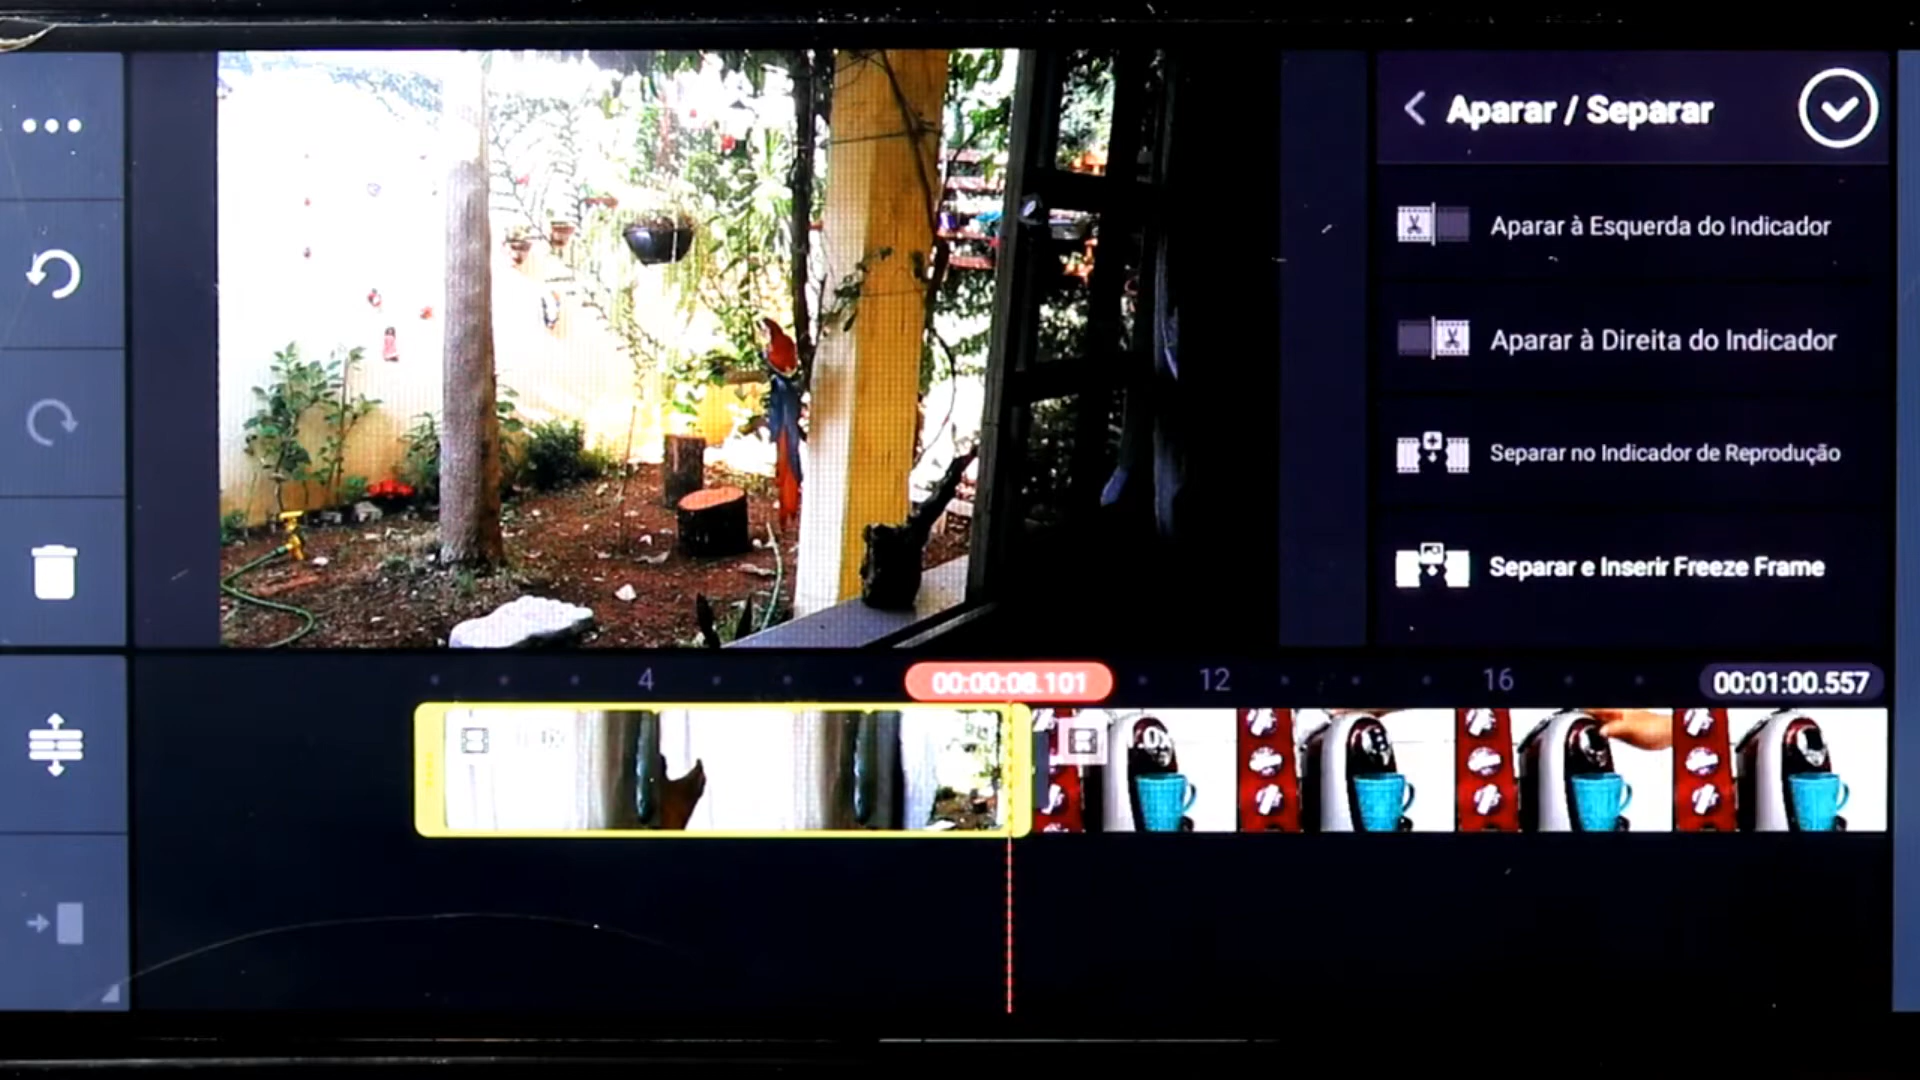 Aparar / Separar
Aparar à Esquerda do Indicador
Aparar à Direita do Indicador
Separar no Indicador de Reprodução
Separar e Inserir Freeze Frame
4
00:00:08.101
12
16
00:01:00.557